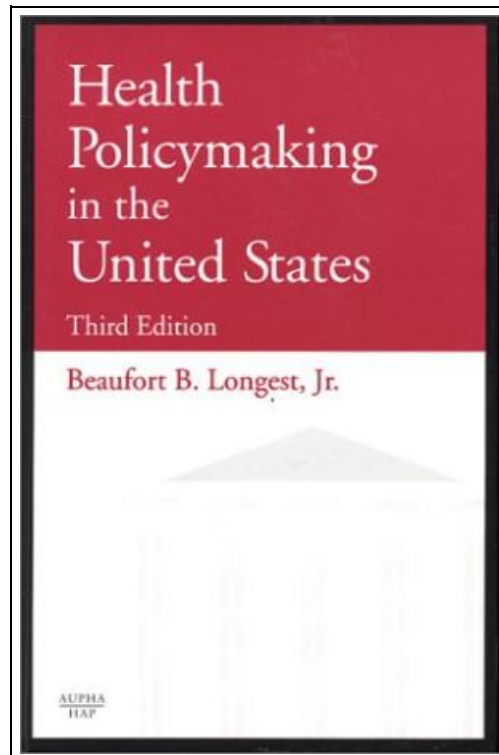 Health
Policymaking
in the
United States
Third Edition
Beaufort B. Longest, Jr.
AUPHA
HAP